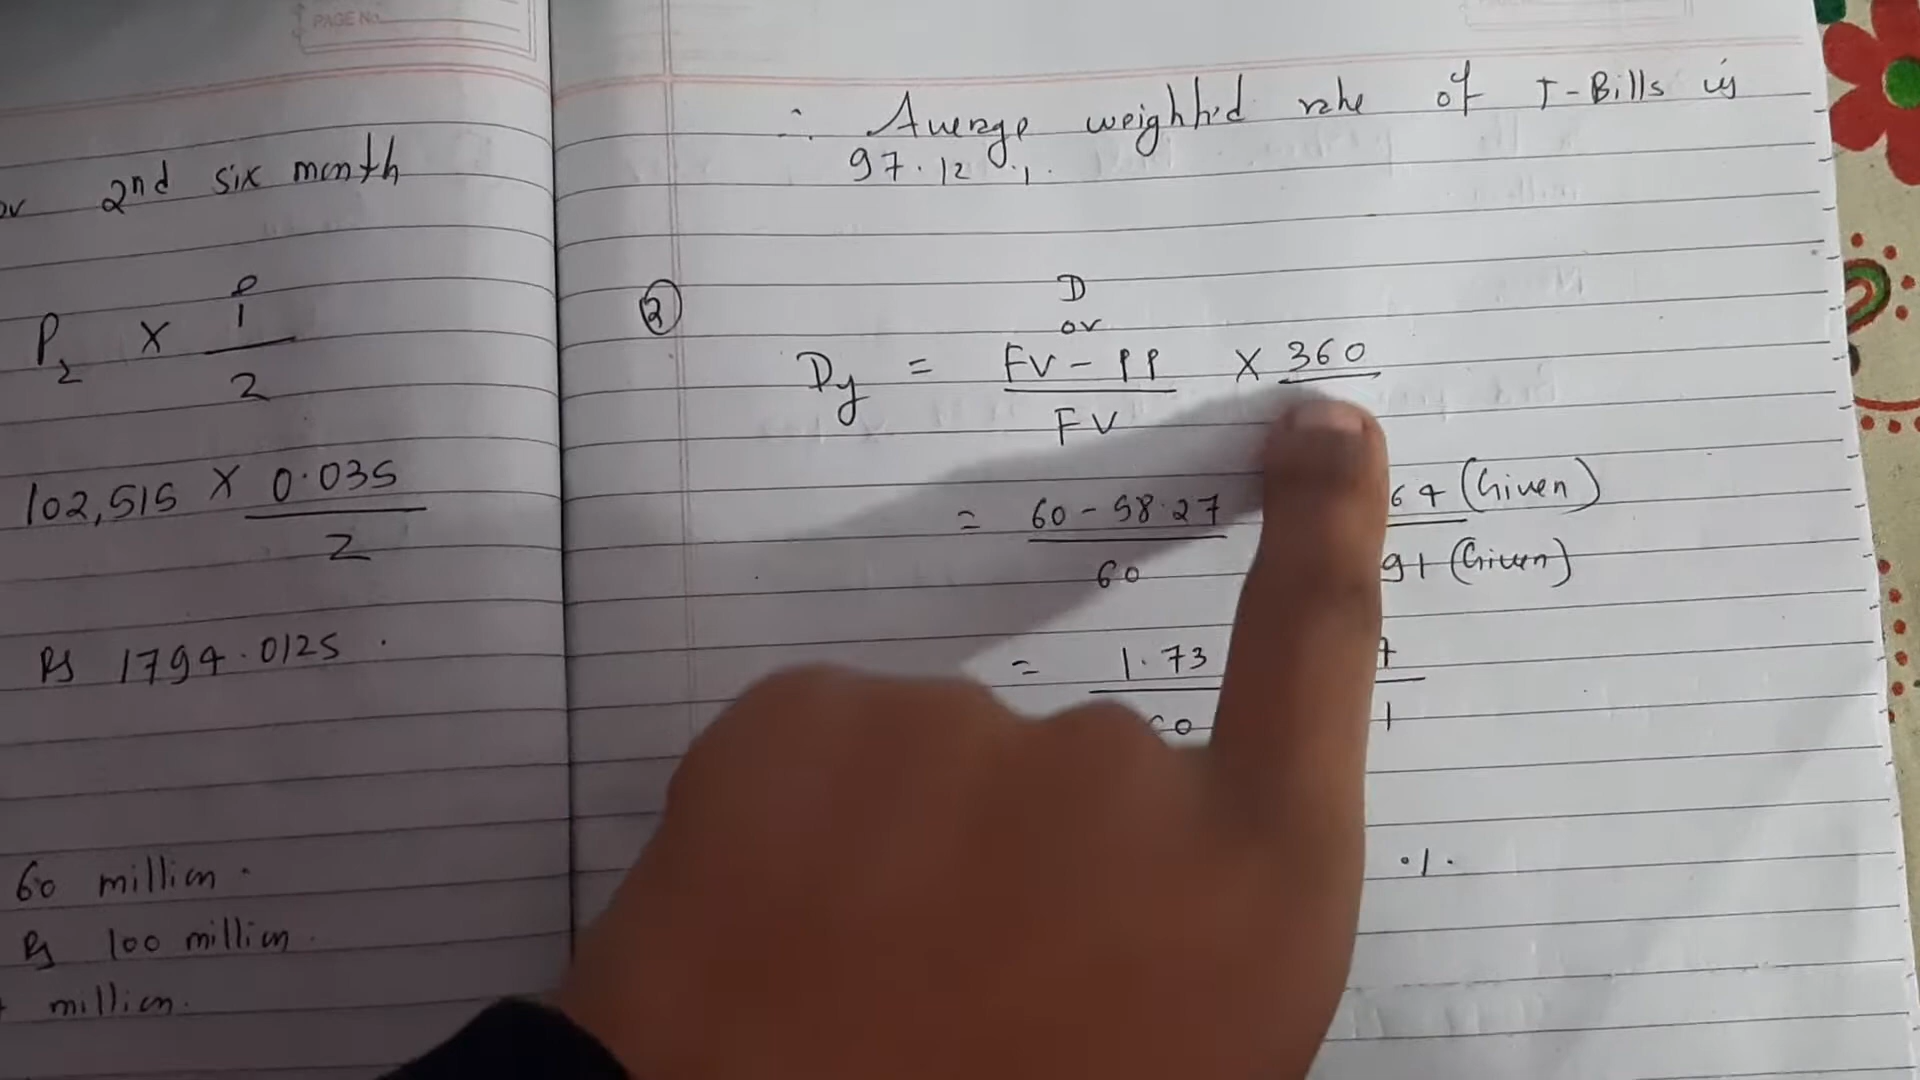 PAGE No.
2nd six month
P2 × i
2
102,515 × 0.035
2
Rs 1794.0125.
60 million.
Rs 100 million.
million.
∴ Average weighted rate of T-Bills is
97.12 %.
② D
or
Dy = FV - PP × 360
FV
= 60 - 58.27 64 (Given)
60 91 (Given)
= 1.73
60 1
%.